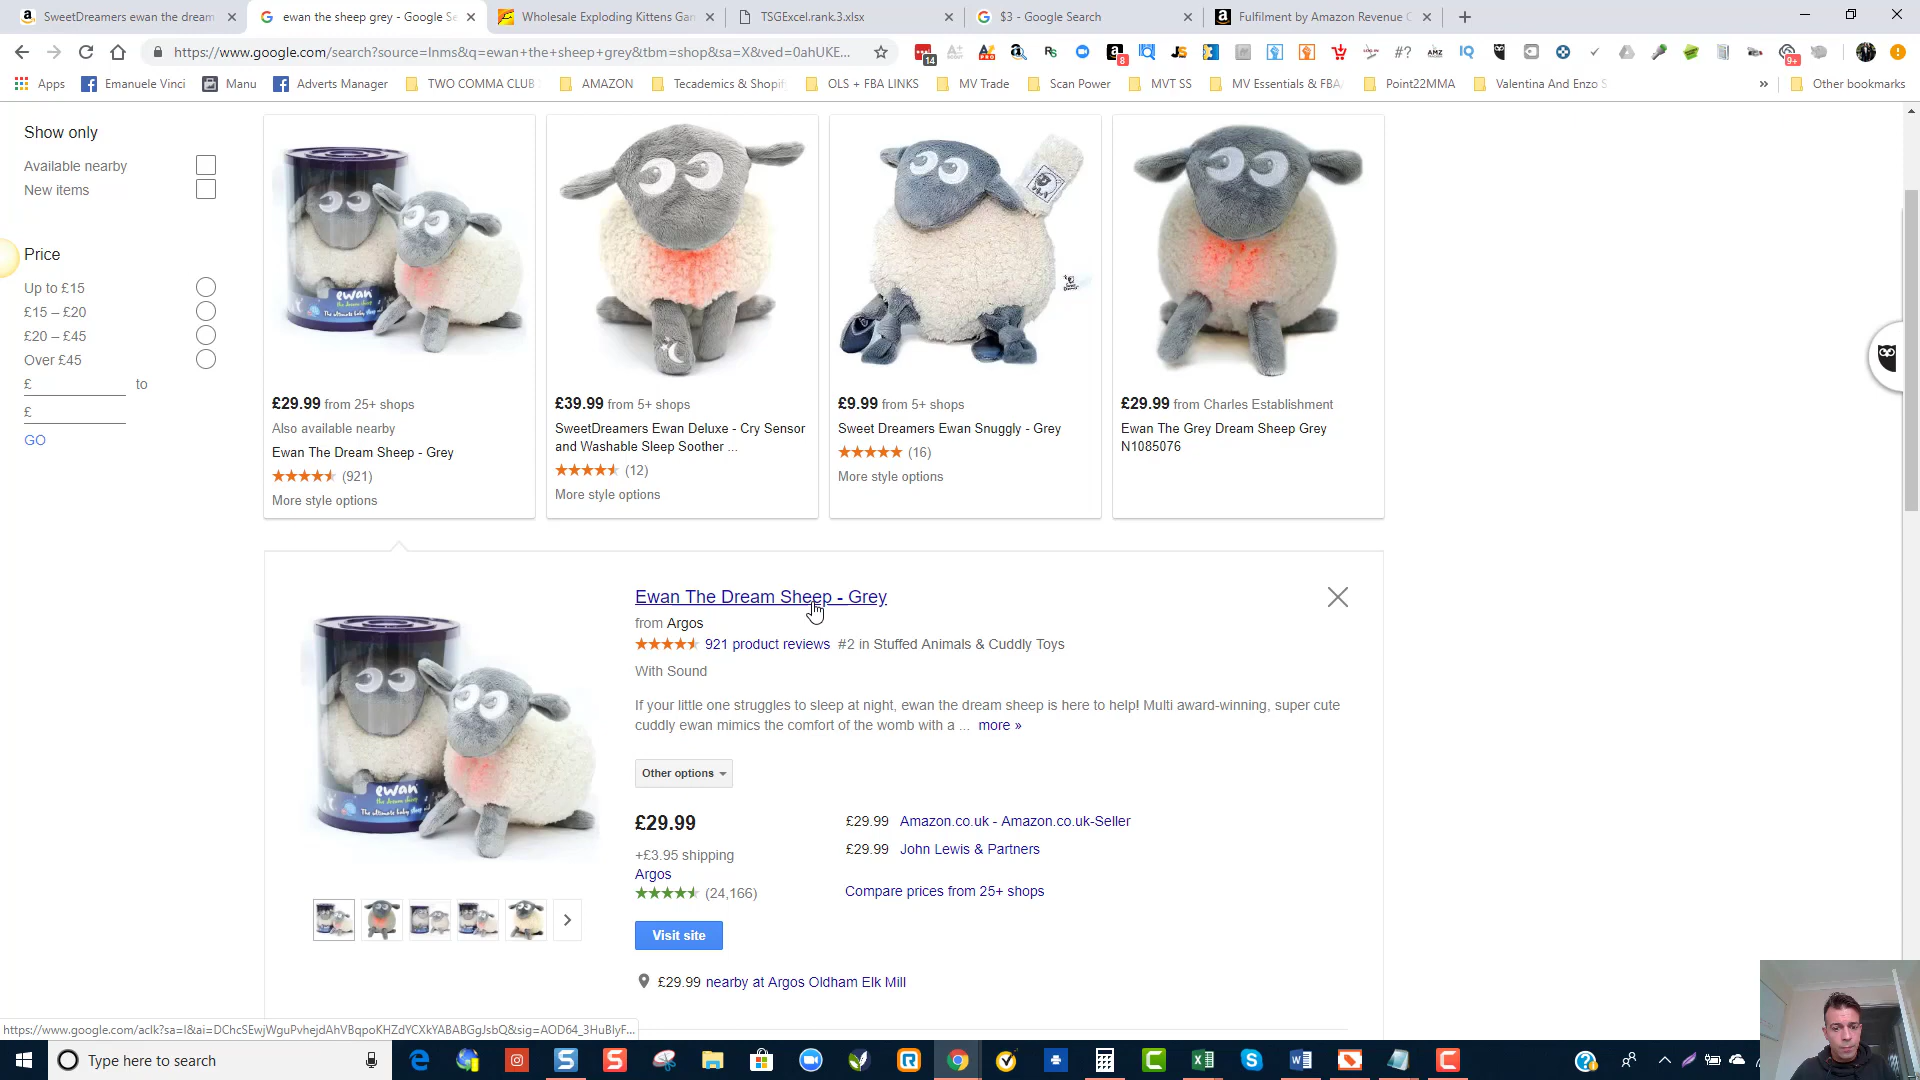 SweetDreamers ewan the dream
ewan the sheep grey - Google Se
Wholesale Exploding Kittens Gam
TSGExcel.rank.3.xlsx
$3 - Google Search
Fulfilment by Amazon Revenue C
https://www.google.com/search?source=lnms&q=ewan+the+sheep+grey&tbm=shop&sa=X&ved=0ahUKE...
Apps
Emanuele Vinci
Manu
Adverts Manager
TWO COMMA CLUB
AMAZON
Tecademics & Shopif
OLS + FBA LINKS
MV Trade
Scan Power
MVT SS
MV Essentials & FBA
Point22MMA
Valentina And Enzo S
»
Other bookmarks
Show only
Available nearby
New items
Price
Up to £15
£15 – £20
£20 – £45
Over £45
£ to
£
GO
£29.99 from 25+ shops
Also available nearby
Ewan The Dream Sheep - Grey
(921)
More style options
£39.99 from 5+ shops
SweetDreamers Ewan Deluxe - Cry Sensor
and Washable Sleep Soother ...
(12)
More style options
£9.99 from 5+ shops
Sweet Dreamers Ewan Snuggly - Grey
(16)
More style options
£29.99 from Charles Establishment
Ewan The Grey Dream Sheep Grey
N1085076
Ewan The Dream Sheep - Grey
from Argos
921 product reviews #2 in Stuffed Animals & Cuddly Toys
With Sound
If your little one struggles to sleep at night, ewan the dream sheep is here to help! Multi award-winning, super cute
cuddly ewan mimics the comfort of the womb with a ... more »
Other options
£29.99
+£3.95 shipping
Argos
(24,166)
£29.99 Amazon.co.uk - Amazon.co.uk-Seller
£29.99 John Lewis & Partners
Compare prices from 25+ shops
Visit site
£29.99 nearby at Argos Oldham Elk Mill
ewan
the dream sheep
The ultimate baby sleep aid
https://www.google.com/aclk?sa=l&ai=DChcSEwjWguPvhejdAhVBqpoKHZdYCXkYABABGgJsbQ&sig=AOD64_3HuBlyF...
Type here to search